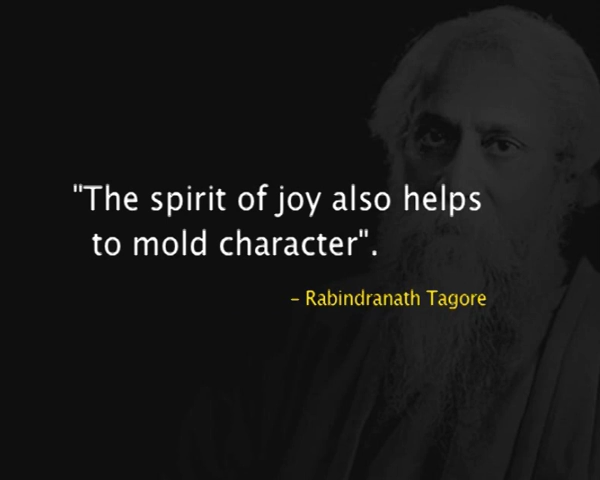 "The spirit of joy also helps
to mold character".
– Rabindranath Tagore